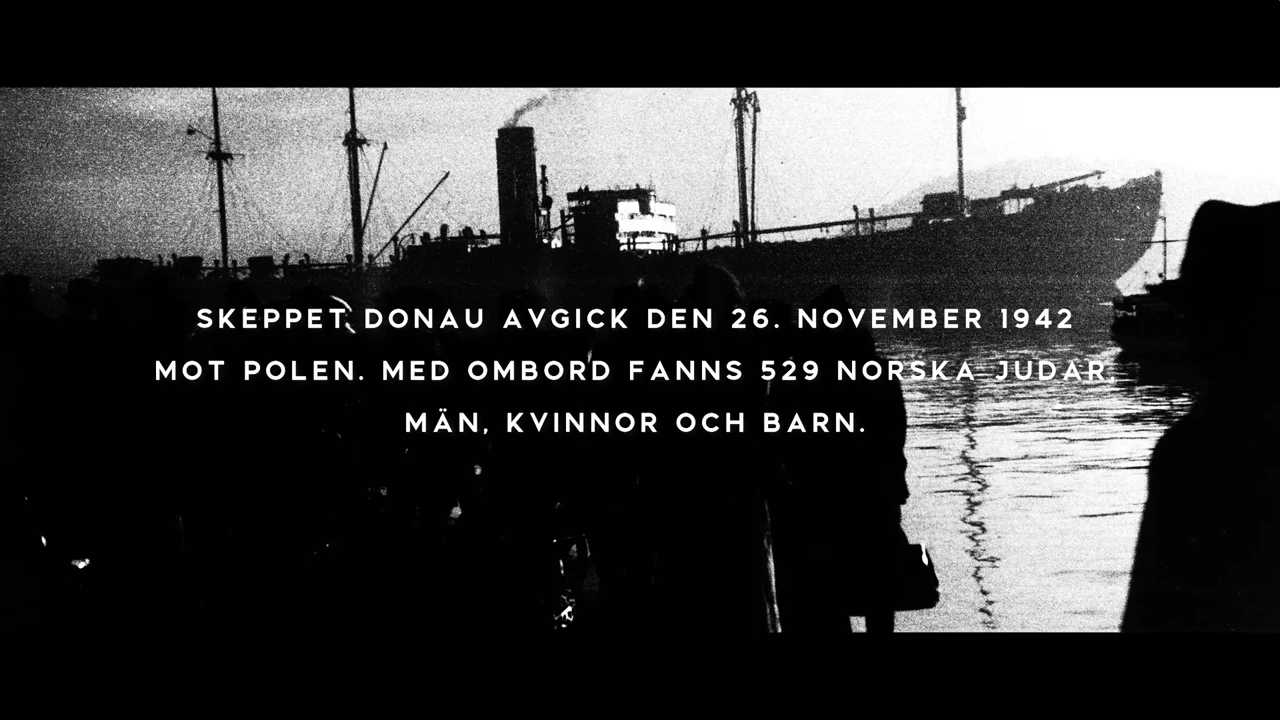 SKEPPET DONAU AVGICK DEN 26. NOVEMBER 1942
MOT POLEN. MED OMBORD FANNS 529 NORSKA JUDAR.
MÄN, KVINNOR OCH BARN.